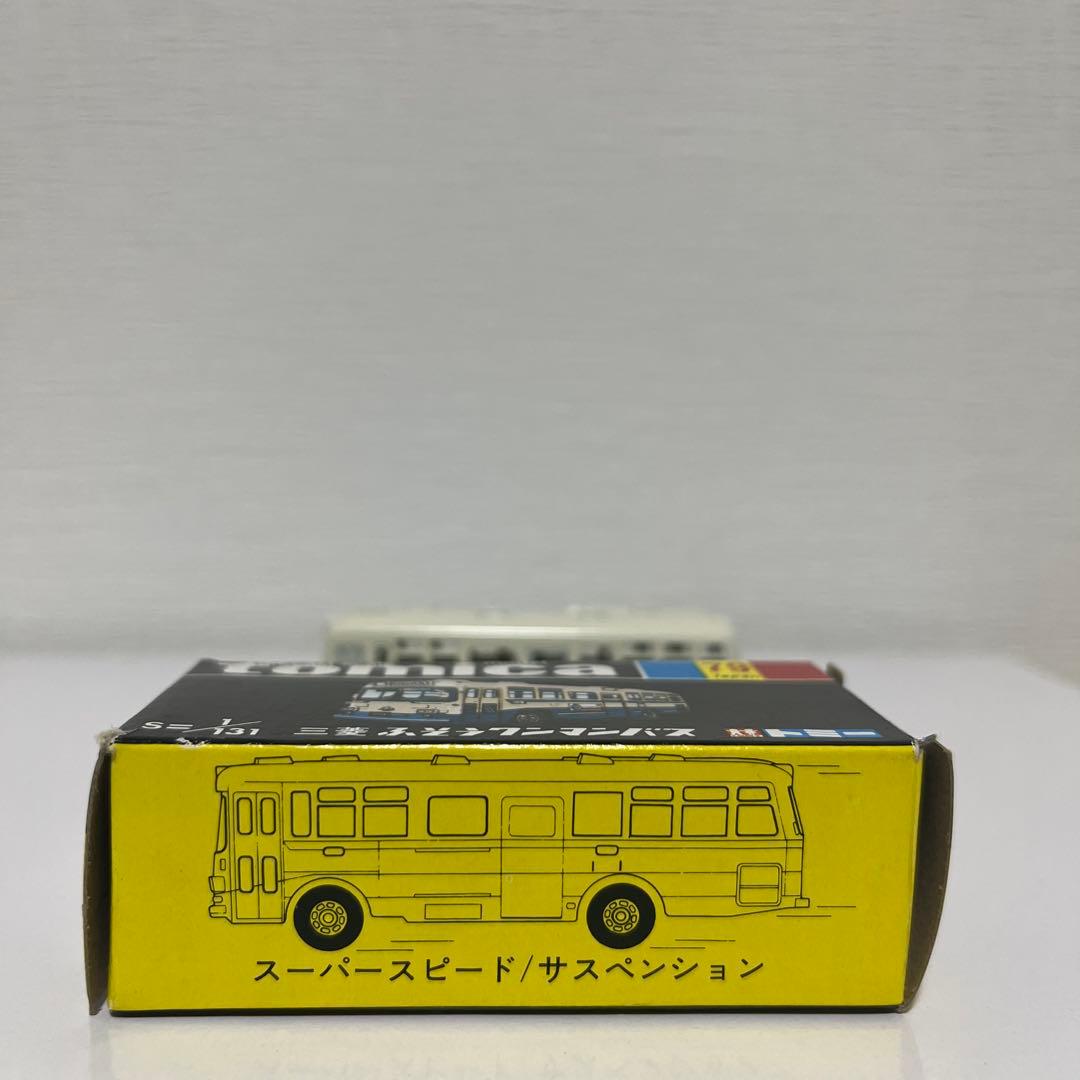 tomica
79
JAPAN
S=1/131
三菱 ふそうワンマンバス
トミー
スーパースピード/サスペンション